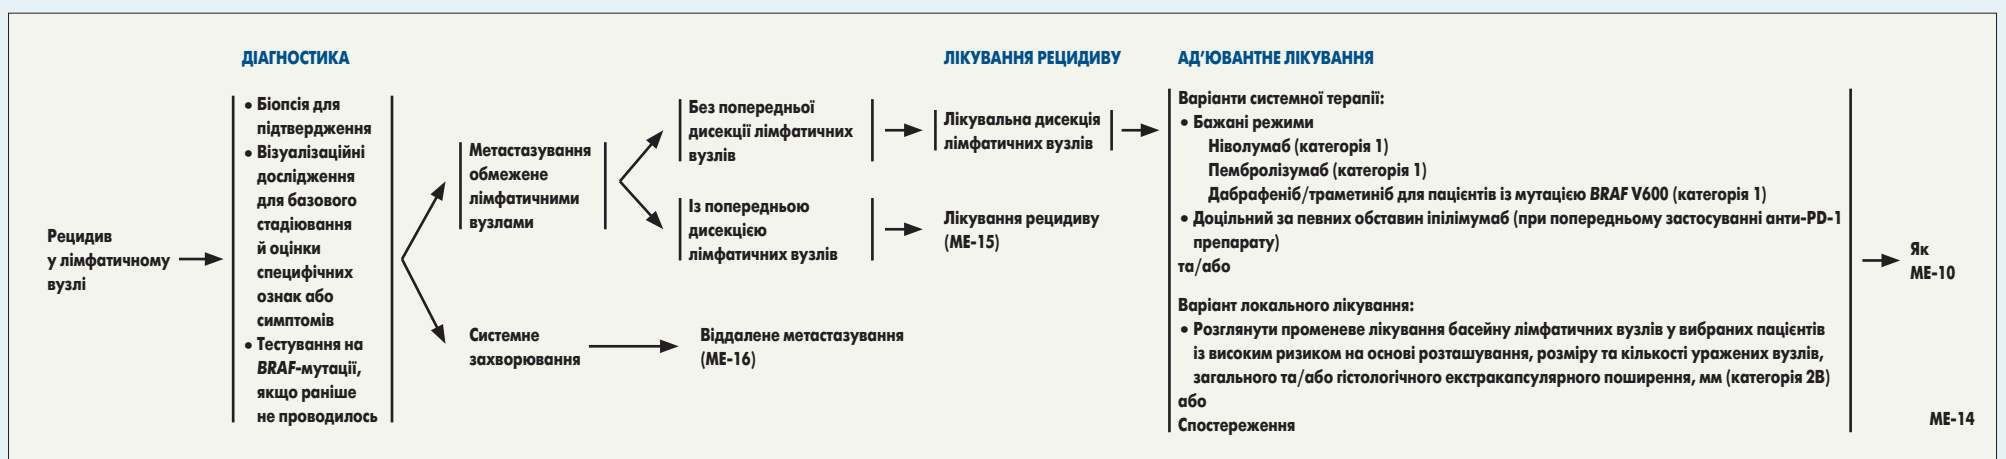 ДІАГНОСТИКА
ЛІКУВАННЯ РЕЦИДИВУ
АД’ЮВАНТНЕ ЛІКУВАННЯ
Рецидив
у лімфатичному
вузлі
• Біопсія для
підтвердження
• Візуалізаційні
дослідження
для базового
стадіювання
й оцінки
специфічних
ознак або
симптомів
• Тестування на
BRAF-мутації,
якщо раніше
не проводилось
Метастазування
обмежене
лімфатичними
вузлами
Системне
захворювання
Без попередньої
дисекції лімфатичних
вузлів
Із попередньою
дисекцією
лімфатичних вузлів
Віддалене метастазування
(ME-16)
Лікувальна дисекція
лімфатичних вузлів
Лікування рецидиву
(ME-15)
Варіанти системної терапії:
• Бажані режими
Ніволумаб (категорія 1)
Пембролізумаб (категорія 1)
Дабрафеніб/траметиніб для пацієнтів із мутацією BRAF V600 (категорія 1)
• Доцільний за певних обставин іпілімумаб (при попередньому застосуванні анти-PD-1
препарату)
та/або
Варіант локального лікування:
• Розглянути променеве лікування басейну лімфатичних вузлів у вибраних пацієнтів
із високим ризиком на основі розташування, розміру та кількості уражених вузлів,
загального та/або гістологічного екстракапсулярного поширення, мм (категорія 2B)
або
Спостереження
Як
ME-10
ME-14